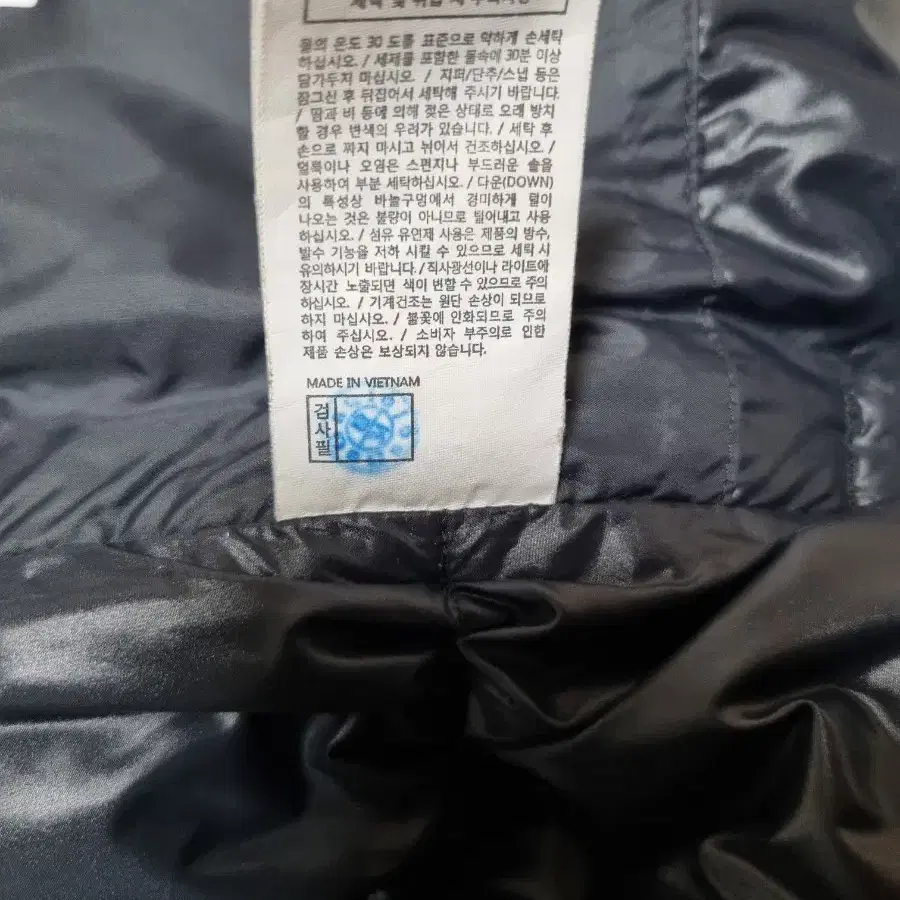 세탁 및 취급 시 주의사항
물의 온도 30 도를 표준으로 약하게 손세탁
하십시오. / 세제를 포함한 물속에 30분 이상
담가두지 마십시오. / 지퍼/단추/스냅 등은
잠그신 후 뒤집어서 세탁해 주시기 바랍니다.
/ 땀과 비 등에 의해 젖은 상태로 오래 방치
할 경우 변색의 우려가 있습니다. / 세탁 후
손으로 짜지 마시고 뉘어서 건조하십시오. /
얼룩이나 오염은 스펀지나 부드러운 솔을
사용하여 부분 세탁하십시오. / 다운(DOWN)
의 특성상 바늘구멍에서 경미하게 털이
나오는 것은 불량이 아니므로 털어내고 사용
하십시오. / 섬유 유연제 사용은 제품의 방수,
발수 기능을 저하 시킬 수 있으므로 세탁 시
유의하시기 바랍니다. / 직사광선이나 라이트에
장시간 노출되면 색이 변할 수 있으므로 주의
하십시오. / 기계건조는 원단 손상이 되므로
하지 마십시오. / 불꽃에 인화되므로 주의
하여 주십시오. / 소비자 부주의로 인한
제품 손상은 보상되지 않습니다.
MADE IN VIETNAM
검사필